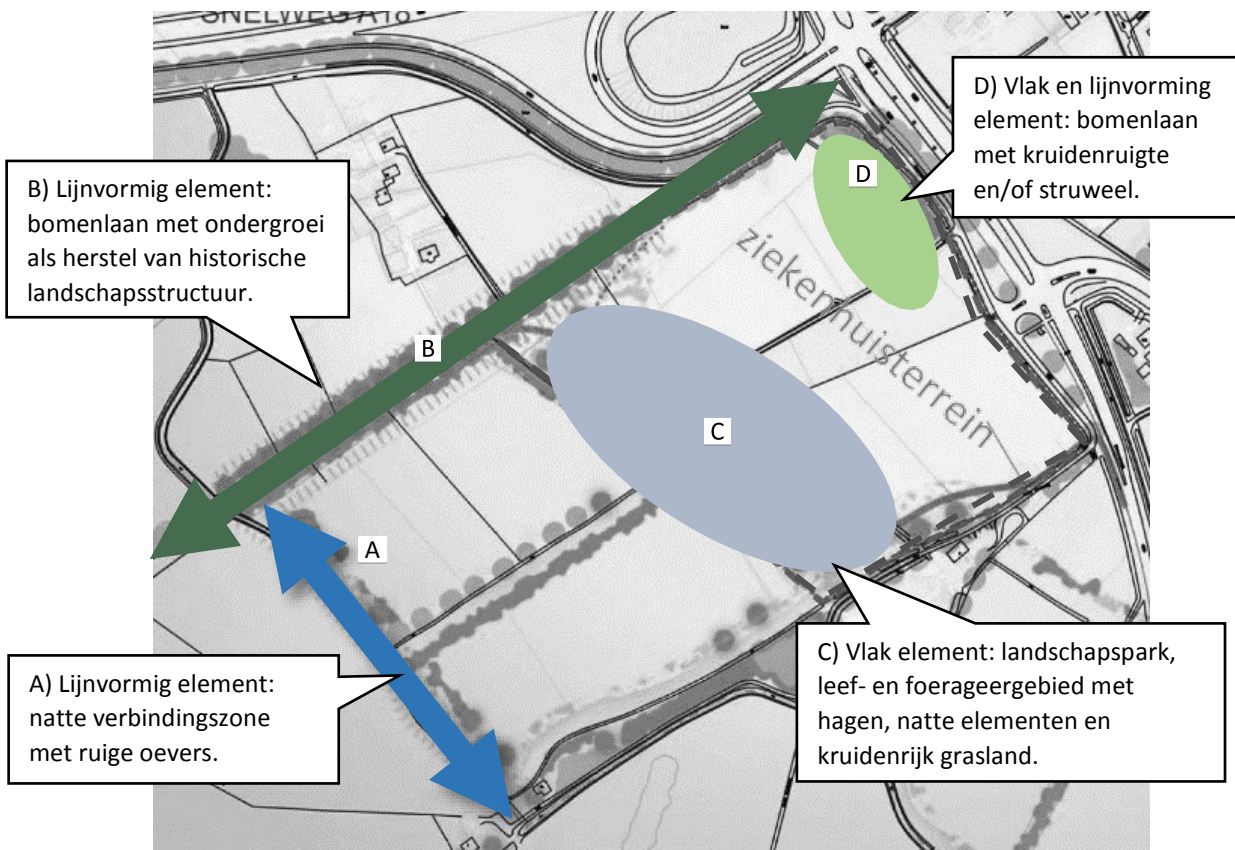 SNELWEG A18
D) Vlak en lijnvorming
element: bomenlaan
met kruidenruigte
en/of struweel.
B) Lijnvormig element:
bomenlaan met ondergroei
als herstel van historische
landschapsstructuur.
D
ziekenhuisterrein
B
C
A
A) Lijnvormig element:
natte verbindingszone
met ruige oevers.
C) Vlak element: landschapspark,
leef- en foerageergebied met
hagen, natte elementen en
kruidenrijk grasland.